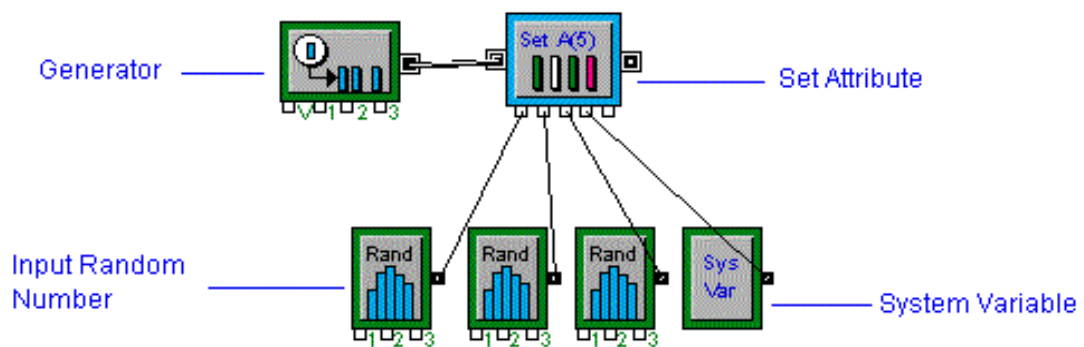 Set A(5)
Generator
Set Attribute
V 1 2 3
Rand
Rand
Rand
Sys
Var
Input Random
Number
System Variable
1 2 3
1 2 3
1 2 3